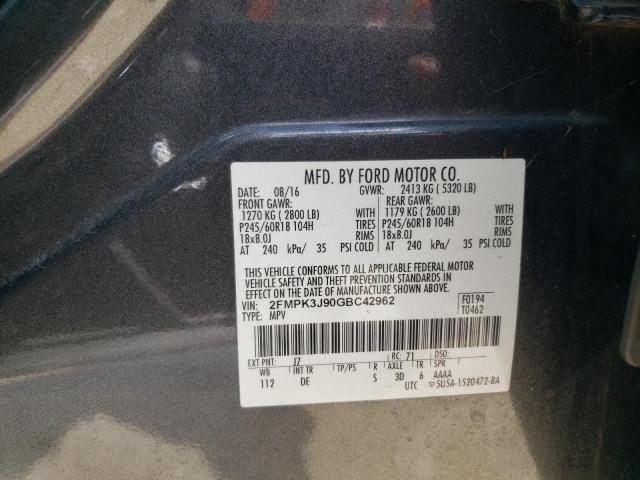 MFD. BY FORD MOTOR CO.
DATE: 08/16 GVWR: 2413 KG ( 5320 LB)
FRONT GAWR: REAR GAWR:
1270 KG ( 2800 LB) WITH 1179 KG ( 2600 LB) WITH
P245/60R18 104H TIRES P245/60R18 104H TIRES
18x8.0J RIMS 18x8.0J RIMS
AT 240 kPa/ 35 PSI COLD AT 240 kPa/ 35 PSI COLD
THIS VEHICLE CONFORMS TO ALL APPLICABLE FEDERAL MOTOR
VEHICLE SAFETY AND BUMPER AND THEFT PREVENTION STANDARDS IN
EFFECT ON THE DATE OF MANUFACTURE SHOWN ABOVE.
VIN: 2FMPK3J90GBC42962 F0194
TYPE: MPV T0462
EXT PNT: J7 RC: 71 DSO:
WB INT TR TP/PS R AXLE TR SPR
112 DE S 3D 6 AAAA
UTC ▽5U5A-1520472-BA